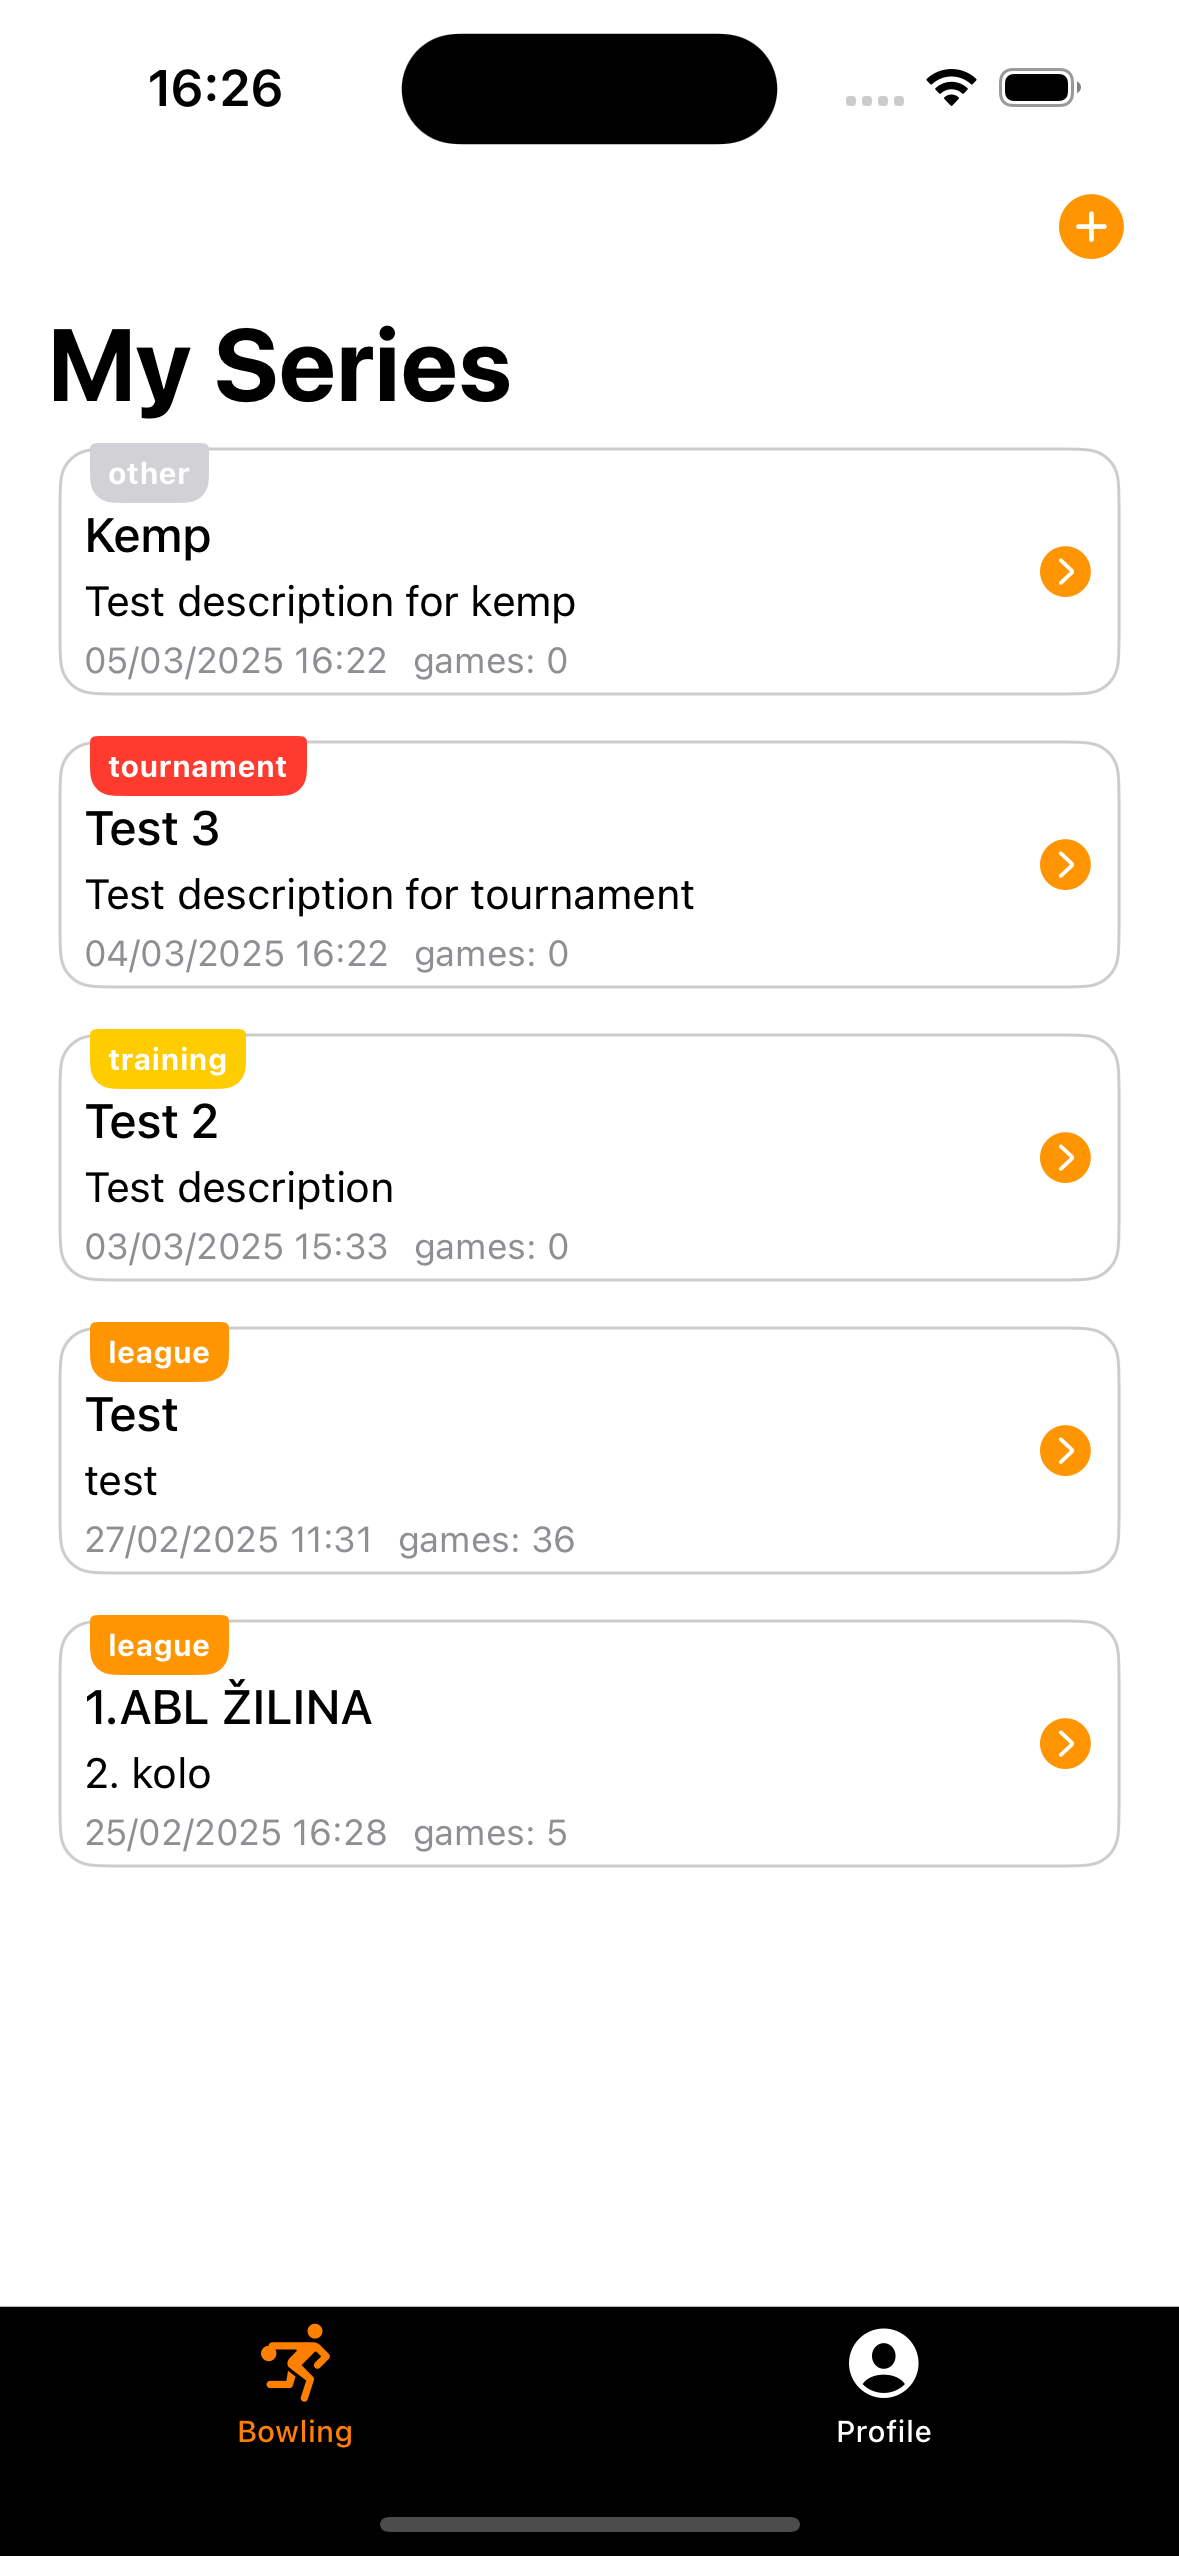 16:26
My Series
other
Kemp
Test description for kemp
05/03/2025 16:22 games: 0
tournament
Test 3
Test description for tournament
04/03/2025 16:22 games: 0
training
Test 2
Test description
03/03/2025 15:33 games: 0
league
Test
test
27/02/2025 11:31 games: 36
league
1.ABL ŽILINA
2. kolo
25/02/2025 16:28 games: 5
Bowling
Profile